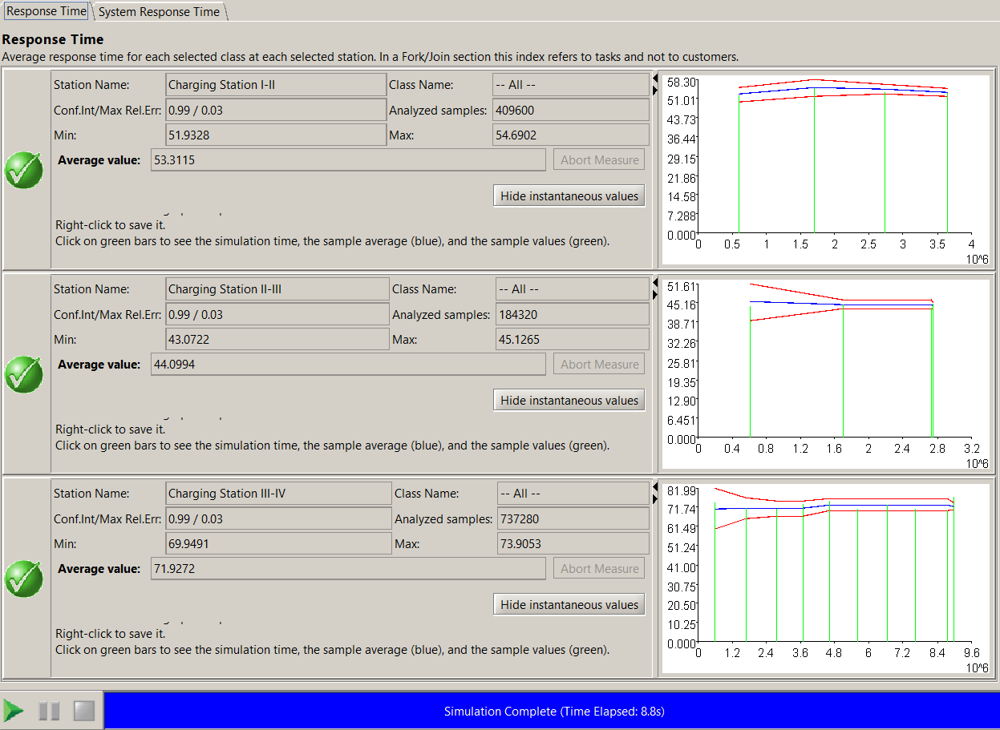 Response Time System Response Time
Response Time
Average response time for each selected class at each selected station. In a Fork/Join section this index refers to tasks and not to customers.
Station Name: Charging Station I-II Class Name: -- All --
Conf.Int/Max Rel.Err: 0.99 / 0.03 Analyzed samples: 409600
Min: 51.9328 Max: 54.6902
Average value: 53.3115 Abort Measure
Hide instantaneous values
Right-click to save it.
Click on green bars to see the simulation time, the sample average (blue), and the sample values (green).
58.30
51.01
43.73
36.44
29.15
21.86
14.58
7.288
0.000
0 0.5 1 1.5 2 2.5 3 3.5 4
10^6
Station Name: Charging Station II-III Class Name: -- All --
Conf.Int/Max Rel.Err: 0.99 / 0.03 Analyzed samples: 184320
Min: 43.0722 Max: 45.1265
Average value: 44.0994 Abort Measure
Hide instantaneous values
Right-click to save it.
Click on green bars to see the simulation time, the sample average (blue), and the sample values (green).
51.61
45.16
38.71
32.26
25.81
19.35
12.90
6.451
0.000
0 0.4 0.8 1.2 1.6 2 2.4 2.8 3.2
10^6
Station Name: Charging Station III-IV Class Name: -- All --
Conf.Int/Max Rel.Err: 0.99 / 0.03 Analyzed samples: 737280
Min: 69.9491 Max: 73.9053
Average value: 71.9272 Abort Measure
Hide instantaneous values
Right-click to save it.
Click on green bars to see the simulation time, the sample average (blue), and the sample values (green).
81.99
71.74
61.49
51.24
41.00
30.75
20.50
10.25
0.000
0 1.2 2.4 3.6 4.8 6 7.2 8.4 9.6
10^6
Simulation Complete (Time Elapsed: 8.8s)